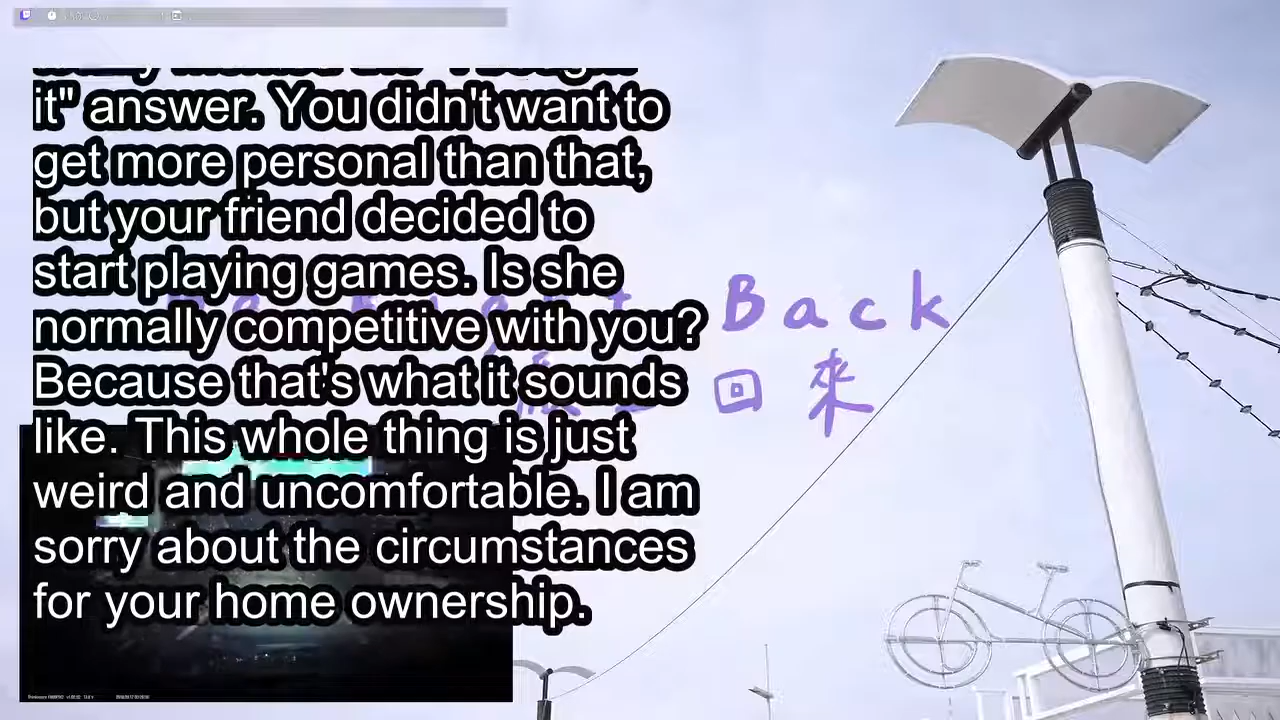 it" answer. You didn't want to
get more personal than that,
but your friend decided to
start playing games. Is she
normally competitive with you?
Because that's what it sounds
like. This whole thing is just
weird and uncomfortable. I am
sorry about the circumstances
for your home ownership.
Back
回來